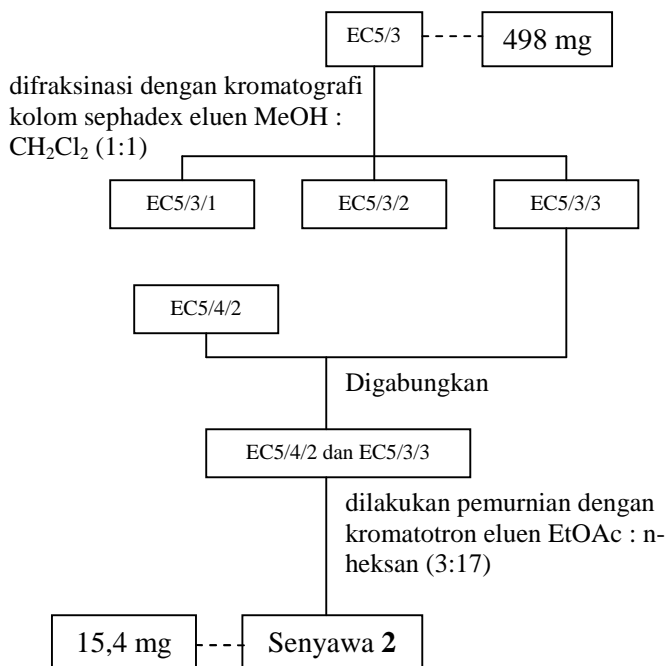 EC5/3
498 mg
difraksinasi dengan kromatografi
kolom sephadex eluen MeOH :
CH₂Cl₂ (1:1)
EC5/3/1
EC5/3/2
EC5/3/3
EC5/4/2
Digabungkan
EC5/4/2 dan EC5/3/3
dilakukan pemurnian dengan
kromatotron eluen EtOAc : n-
heksan (3:17)
15,4 mg
Senyawa 2